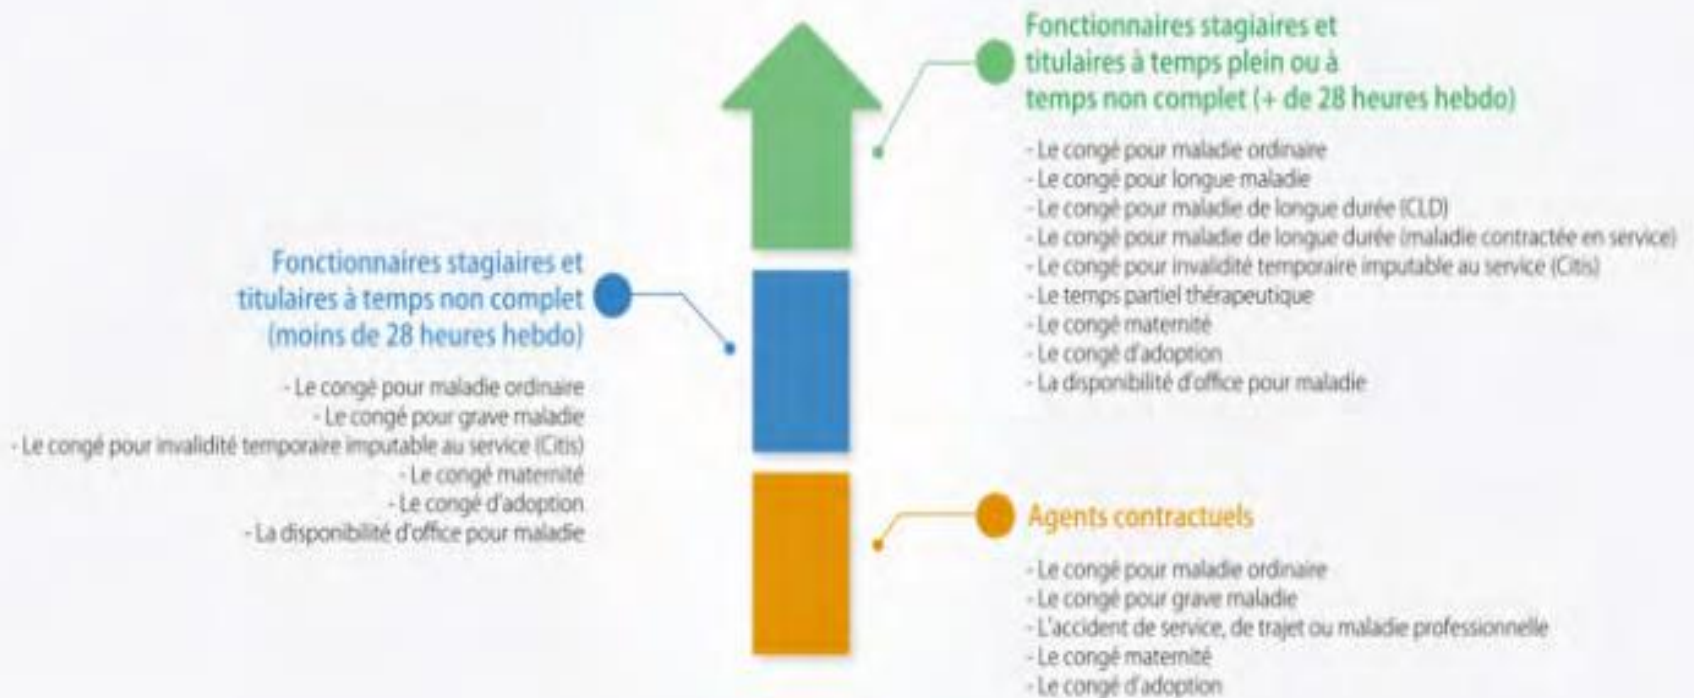 Fonctionnaires stagiaires et
titulaires à temps plein ou à
temps non complet (+ de 28 heures hebdo)
- Le congé pour maladie ordinaire
- Le congé pour longue maladie
- Le congé pour maladie de longue durée (CLD)
- Le congé pour maladie de longue durée (maladie contractée en service)
- Le congé pour invalidité temporaire imputable au service (Citis)
- Le temps partiel thérapeutique
- Le congé maternité
- Le congé d'adoption
- La disponibilité d'office pour maladie
Fonctionnaires stagiaires et
titulaires à temps non complet
(moins de 28 heures hebdo)
- Le congé pour maladie ordinaire
- Le congé pour grave maladie
- Le congé pour invalidité temporaire imputable au service (Citis)
- Le congé maternité
- Le congé d'adoption
- La disponibilité d'office pour maladie
Agents contractuels
- Le congé pour maladie ordinaire
- Le congé pour grave maladie
- L'accident de service, de trajet ou maladie professionnelle
- Le congé maternité
- Le congé d'adoption